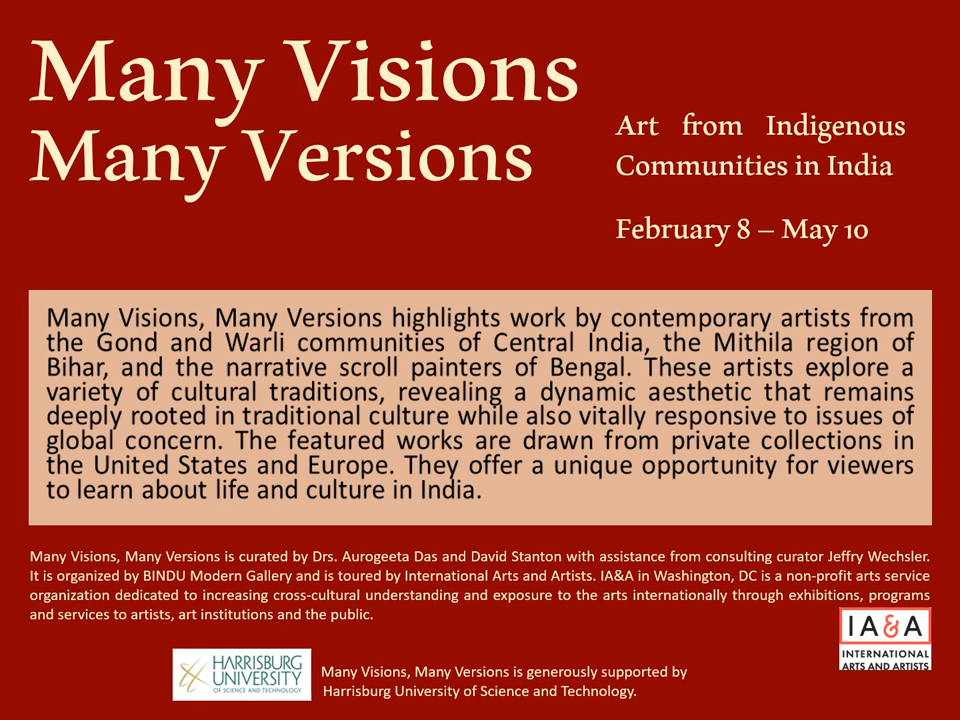 Many Visions
Many Versions
Art from Indigenous
Communities in India
February 8 – May 10
Many Visions, Many Versions highlights work by contemporary artists from
the Gond and Warli communities of Central India, the Mithila region of
Bihar, and the narrative scroll painters of Bengal. These artists explore a
variety of cultural traditions, revealing a dynamic aesthetic that remains
deeply rooted in traditional culture while also vitally responsive to issues of
global concern. The featured works are drawn from private collections in
the United States and Europe. They offer a unique opportunity for viewers
to learn about life and culture in India.
Many Visions, Many Versions is curated by Drs. Aurogeeta Das and David Stanton with assistance from consulting curator Jeffry Wechsler.
It is organized by BINDU Modern Gallery and is toured by International Arts and Artists. IA&A in Washington, DC is a non-profit arts service
organization dedicated to increasing cross-cultural understanding and exposure to the arts internationally through exhibitions, programs
and services to artists, art institutions and the public.
IA&A
INTERNATIONAL
ARTS AND ARTISTS
HARRISBURG
UNIVERSITY
OF SCIENCE AND TECHNOLOGY
Many Visions, Many Versions is generously supported by
Harrisburg University of Science and Technology.